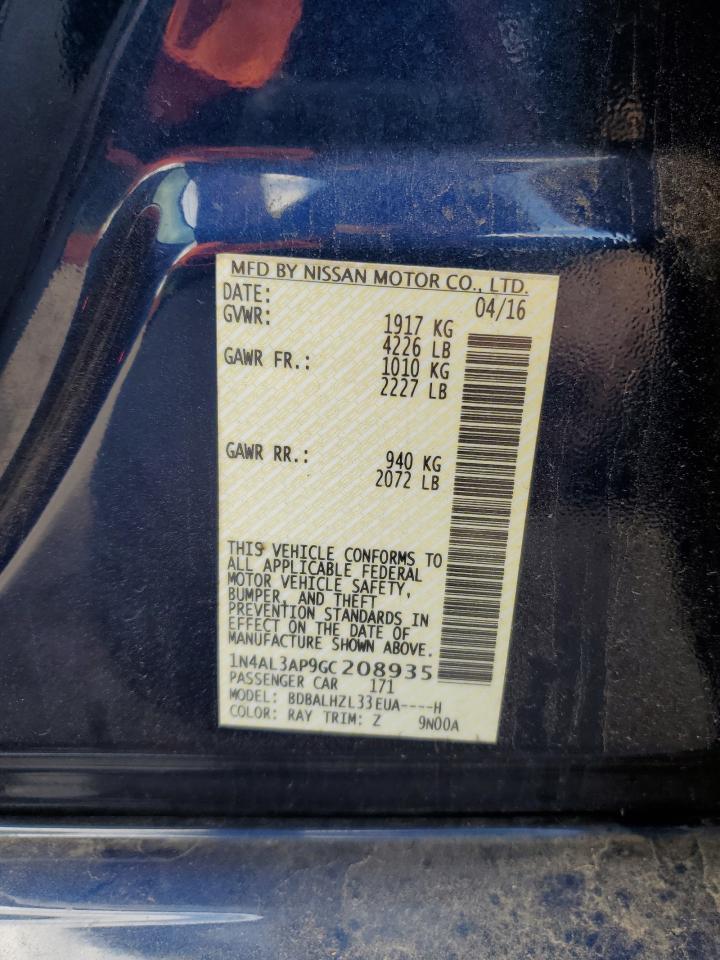 MFD BY NISSAN MOTOR CO., LTD.
DATE: 04/16
GVWR: 1917 KG
4226 LB
GAWR FR.: 1010 KG
2227 LB
GAWR RR.: 940 KG
2072 LB
THIS VEHICLE CONFORMS TO
ALL APPLICABLE FEDERAL
MOTOR VEHICLE SAFETY,
BUMPER, AND THEFT
PREVENTION STANDARDS IN
EFFECT ON THE DATE OF
MANUFACTURE SHOWN ABOVE.
1N4AL3AP9GC208935
PASSENGER CAR 171
MODEL: BDBALHZL33EUA----H
COLOR: RAY TRIM: Z 9N00A